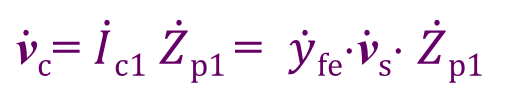 v̇c= İc1 Żp1= ẏfe·v̇s· Żp1